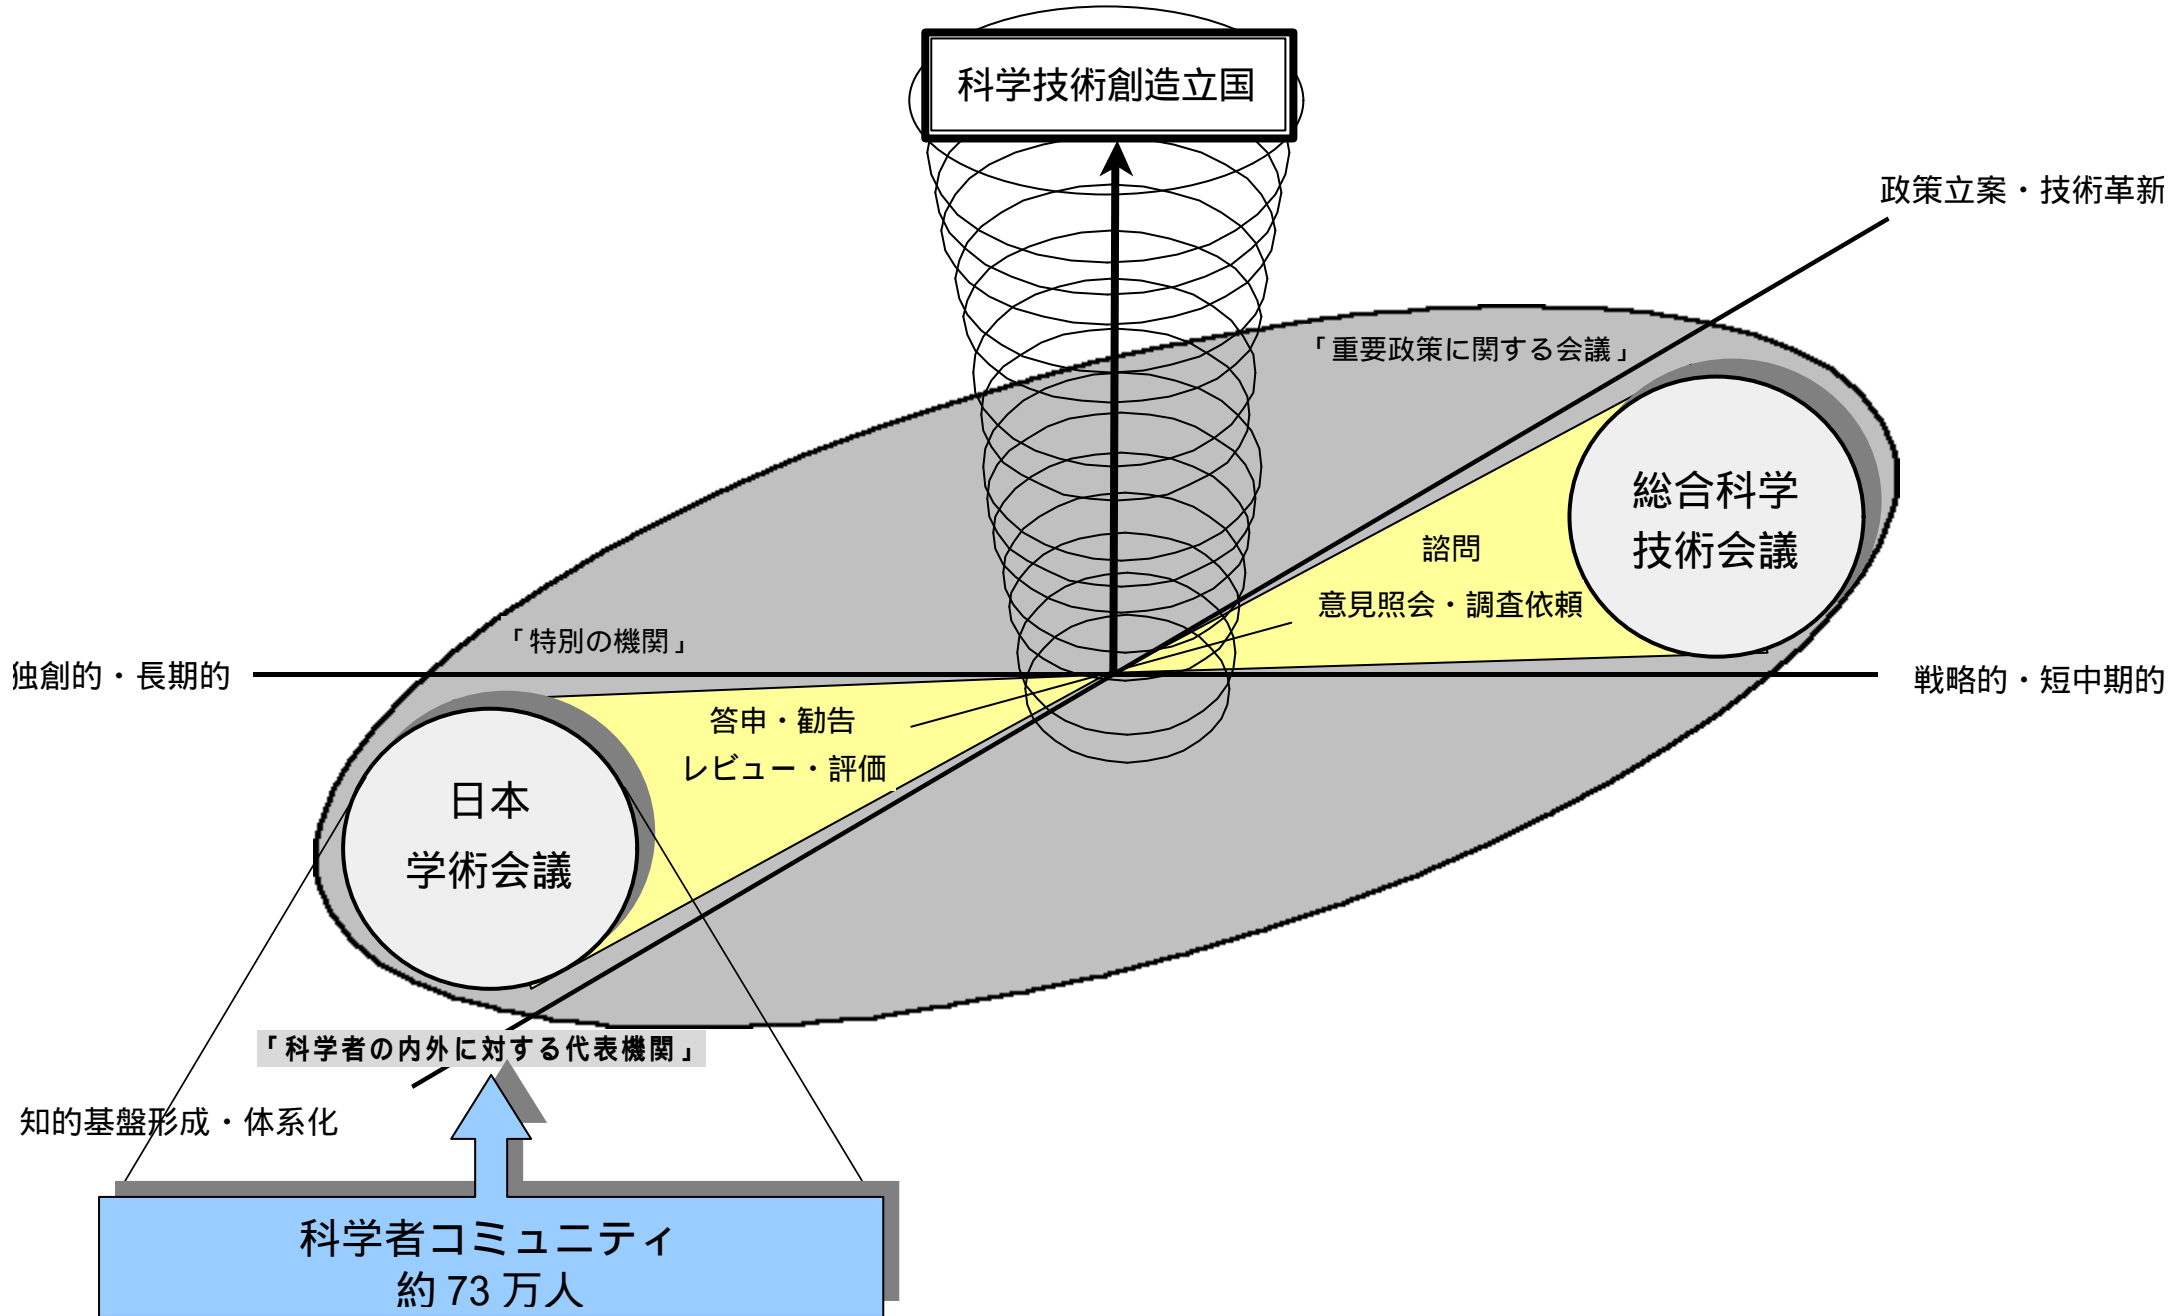 科学技術創造立国
政策立案・技術革新
「重要政策に関する会議」
総合科学
技術会議
諮問
意見照会・調査依頼
「特別の機関」
独創的・長期的
戦略的・短中期的
答申・勧告
レビュー・評価
日本
学術会議
「科学者の内外に対する代表機関」
知的基盤形成・体系化
科学者コミュニティ
約 73 万人